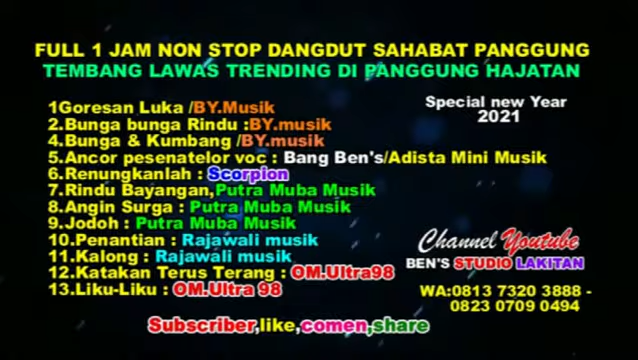 FULL 1 JAM NON STOP DANGDUT SAHABAT PANGGUNG
TEMBANG LAWAS TRENDING DI PANGGUNG HAJATAN
Special new Year
2021
1Goresan Luka /BY.Musik
2.Bunga bunga Rindu :BY.musik
4.Bunga & Kumbang /BY.musik
5.Ancor pesenatelor voc : Bang Ben's/Adista Mini Musik
6.Renungkanlah : Scorpion
7.Rindu Bayangan,Putra Muba Musik
8.Angin Surga : Putra Muba Musik
9.Jodoh : Putra Muba Musik
10.Penantian : Rajawali musik
11.Kalong : Rajawali musik
12.Katakan Terus Terang : OM.Ultra98
13.Liku-Liku : OM.Ultra 98
Channel Youtube
BEN'S STUDIO LAKITAN
WA:0813 7320 3888 -
0823 0709 0494
Subscriber,like,comen,share